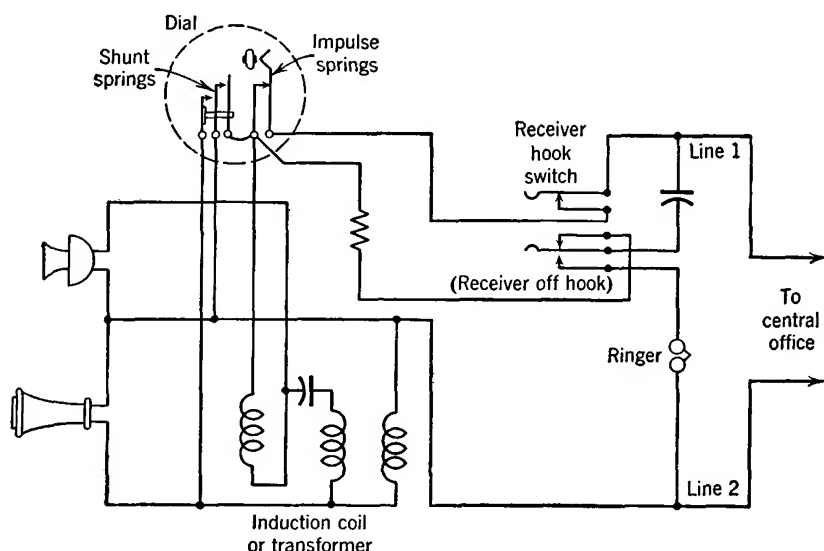 Dial
Shunt
springs
Impulse
springs
Receiver
hook
switch
Line 1
(Receiver off hook)
To
central
office
Ringer
Line 2
Induction coil
or transformer